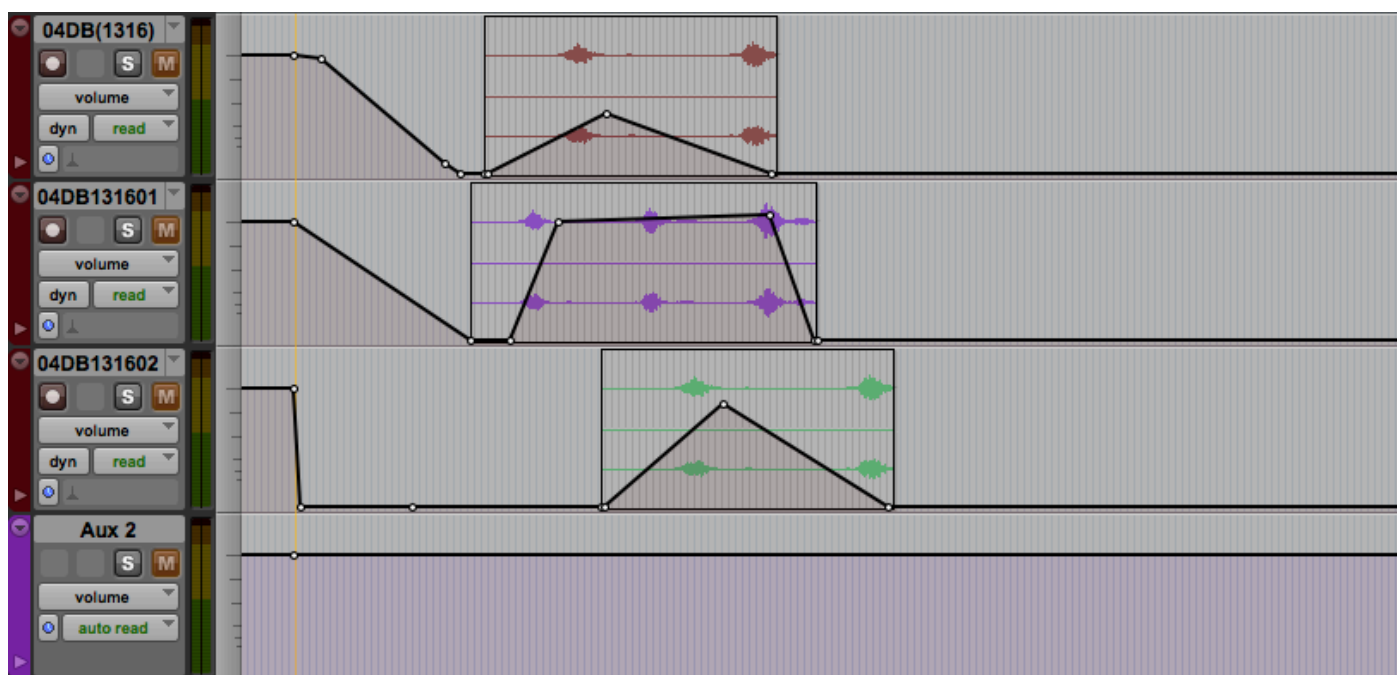 04DB(1316)
S M
volume
dyn read
04DB131601
S M
volume
dyn read
04DB131602
S M
volume
dyn read
Aux 2
S M
volume
auto read